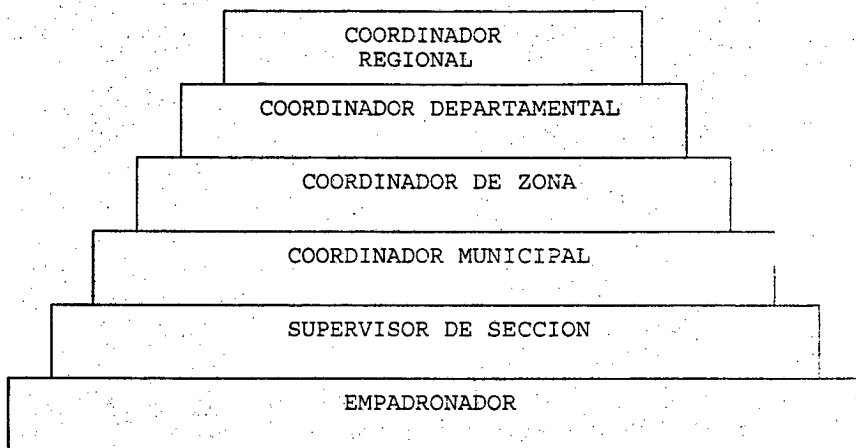 COORDINADOR
REGIONAL
COORDINADOR DEPARTAMENTAL
COORDINADOR DE ZONA
COORDINADOR MUNICIPAL
SUPERVISOR DE SECCION
EMPADRONADOR